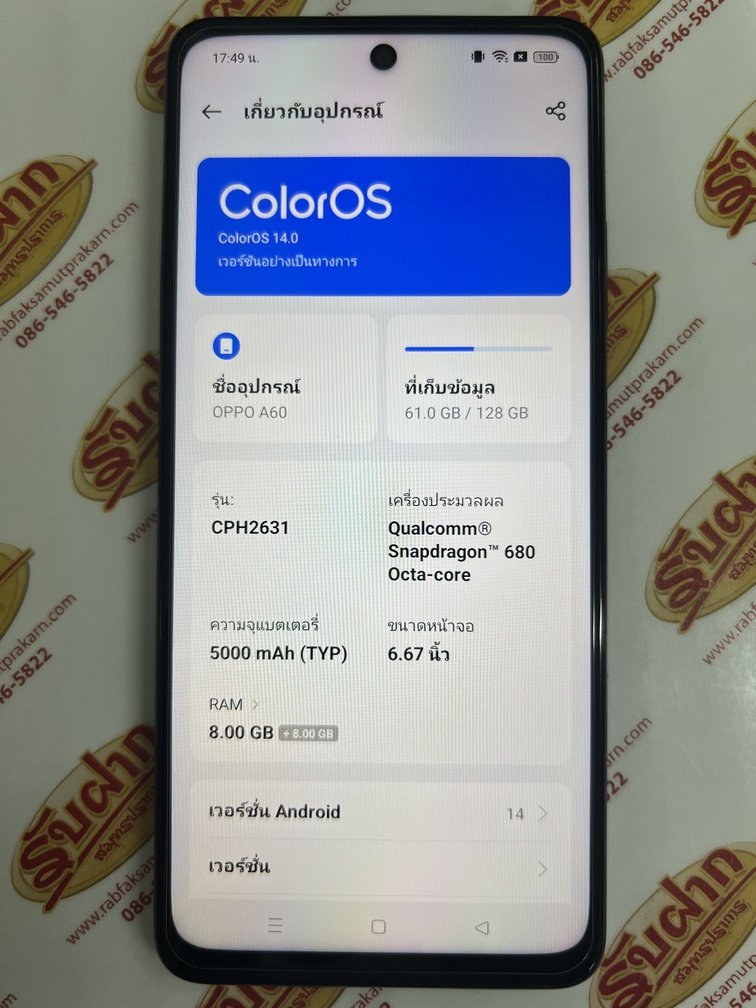 17:49 น.
100
เกี่ยวกับอุปกรณ์
ColorOS
ColorOS 14.0
เวอร์ชันอย่างเป็นทางการ
ชื่ออุปกรณ์
OPPO A60
ที่เก็บข้อมูล
61.0 GB / 128 GB
รุ่น:
CPH2631
เครื่องประมวลผล
Qualcomm®
Snapdragon™ 680
Octa-core
ความจุแบตเตอรี่
5000 mAh (TYP)
ขนาดหน้าจอ
6.67 นิ้ว
RAM
8.00 GB + 8.00 GB
เวอร์ชั่น Android
14
เวอร์ชั่น
รับฝาก
สมุทรปราการ
www.rabfaksamutprakarn.com
086-546-5822